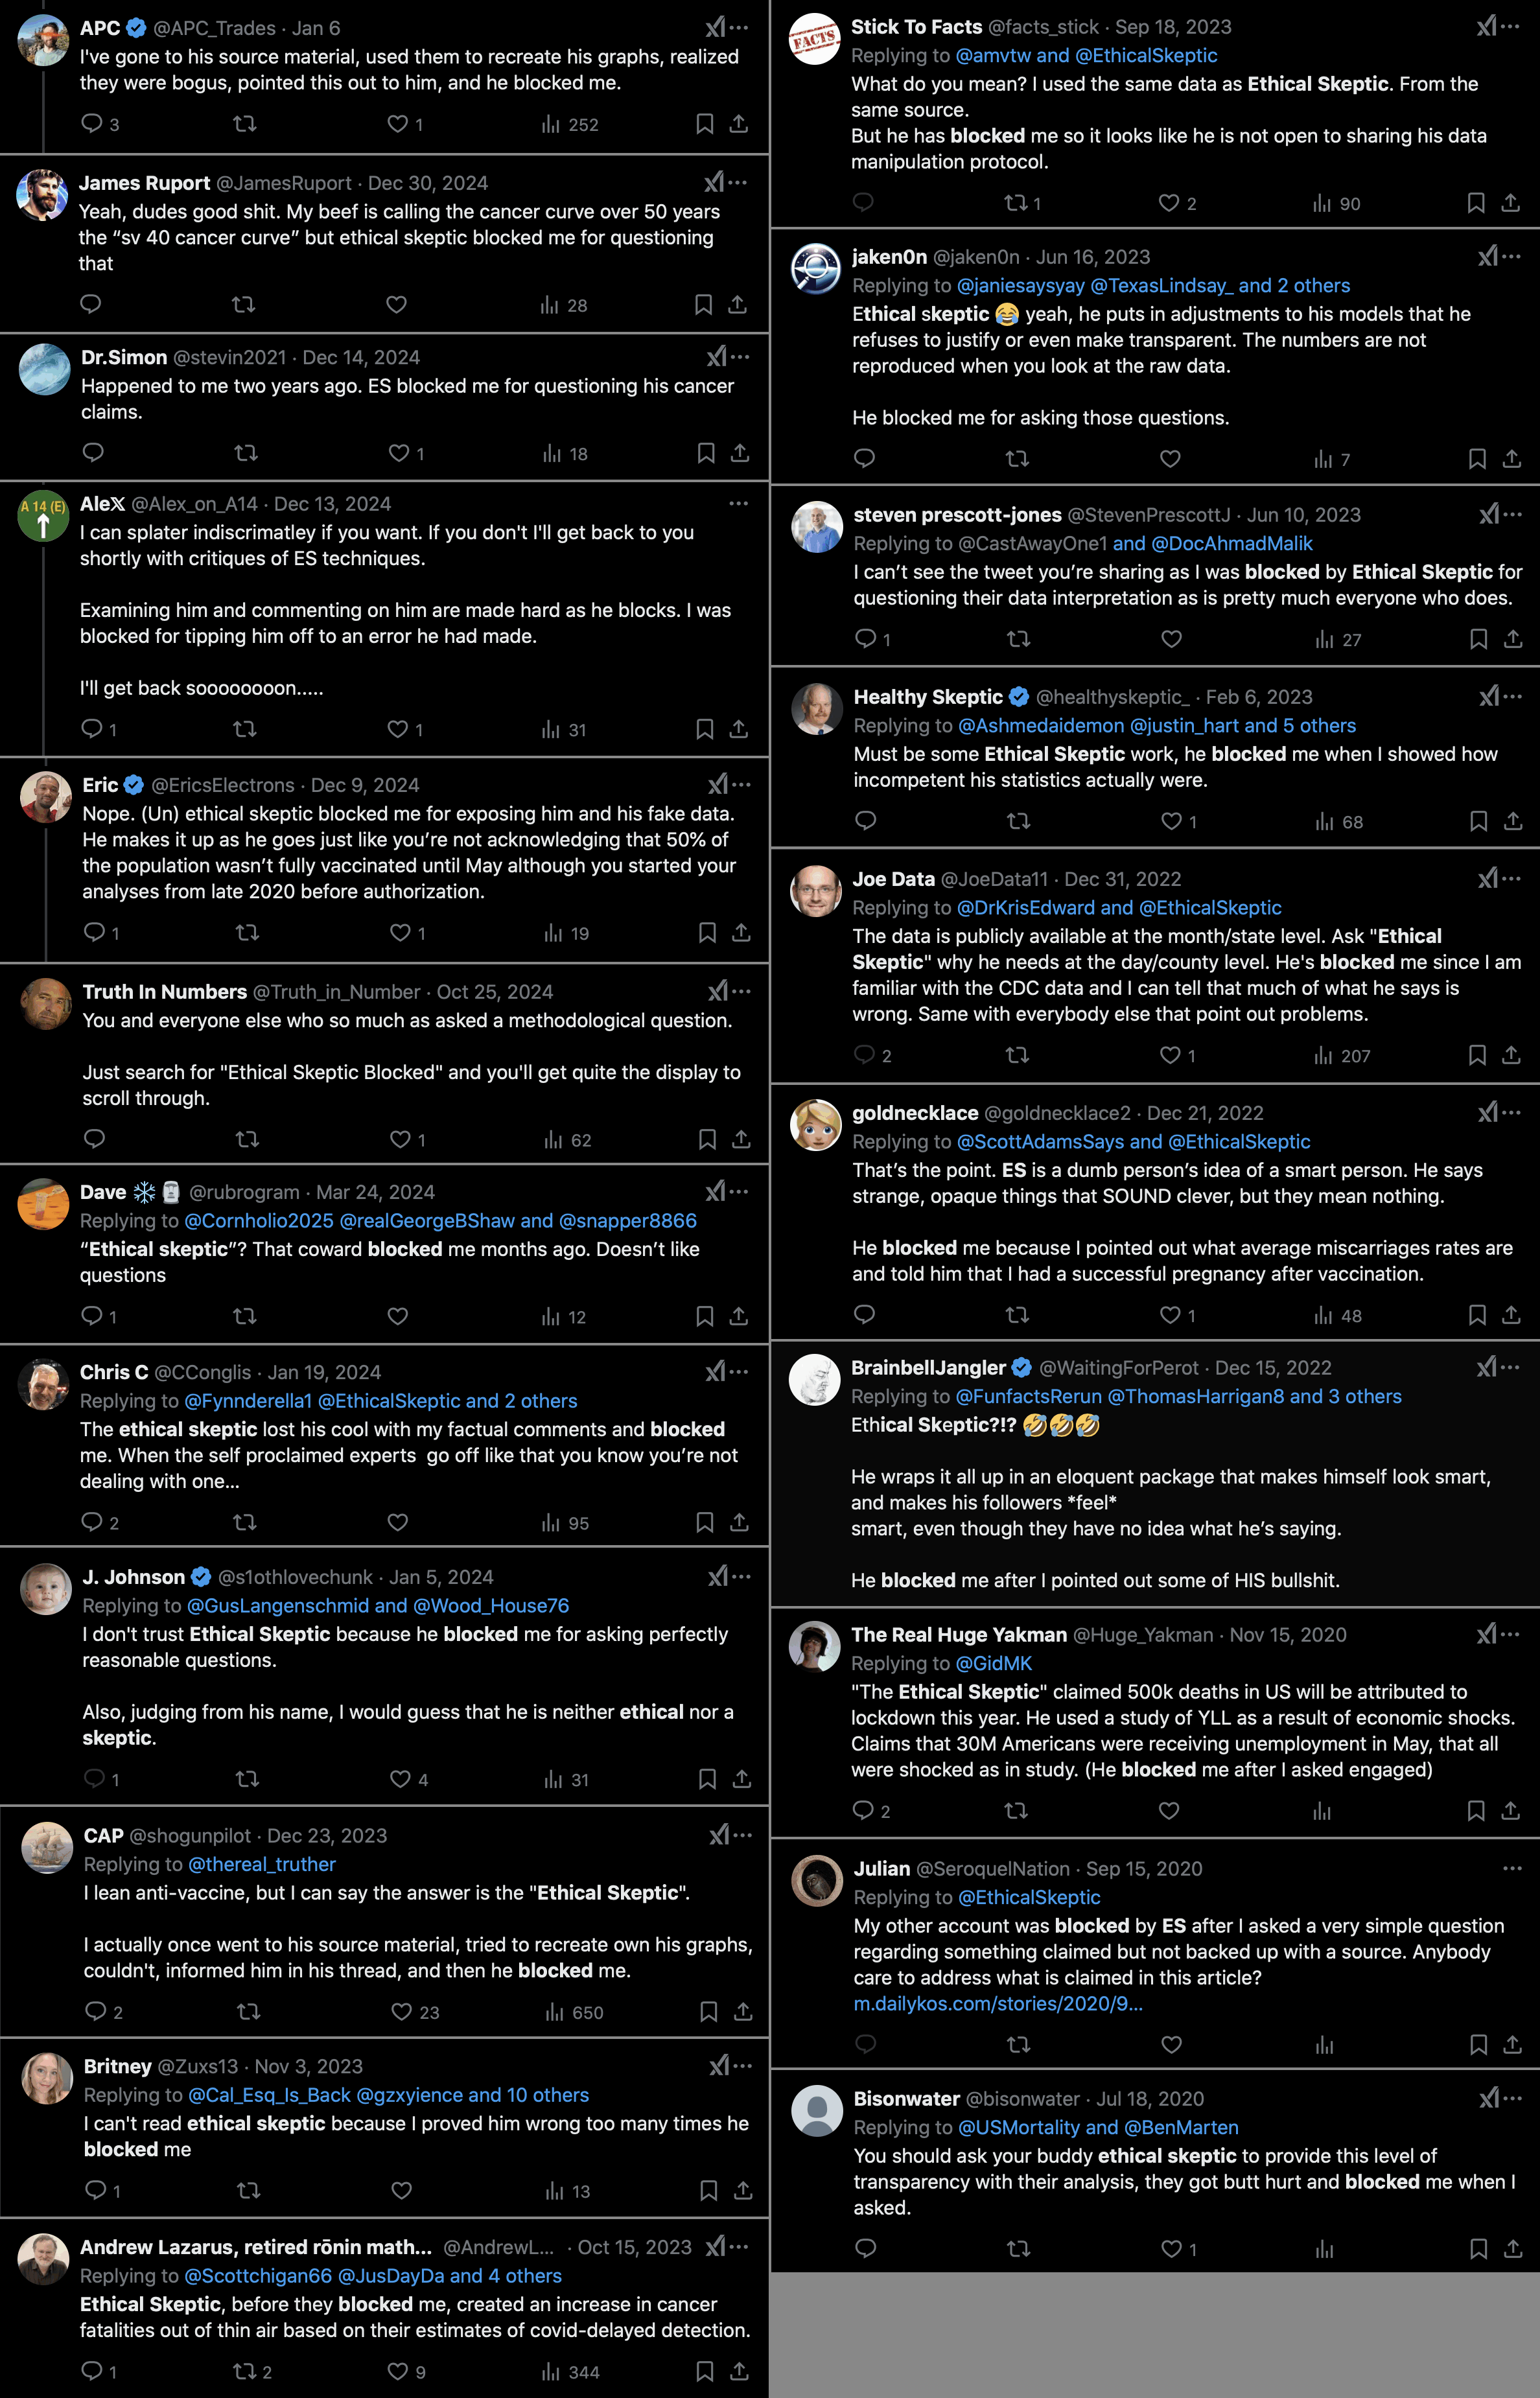 APC @APC_Trades · Jan 6
I've gone to his source material, used them to recreate his graphs, realized
they were bogus, pointed this out to him, and he blocked me.
3 1 252
James Ruport @JamesRuport · Dec 30, 2024
Yeah, dudes good shit. My beef is calling the cancer curve over 50 years
the “sv 40 cancer curve” but ethical skeptic blocked me for questioning
that
28
Dr.Simon @stevin2021 · Dec 14, 2024
Happened to me two years ago. ES blocked me for questioning his cancer
claims.
1 18
A 14 (E)
AleX @Alex_on_A14 · Dec 13, 2024
I can splater indiscrimatley if you want. If you don't I'll get back to you
shortly with critiques of ES techniques.
Examining him and commenting on him are made hard as he blocks. I was
blocked for tipping him off to an error he had made.
I'll get back soooooooon.....
1 1 31
Eric @EricsElectrons · Dec 9, 2024
Nope. (Un) ethical skeptic blocked me for exposing him and his fake data.
He makes it up as he goes just like you’re not acknowledging that 50% of
the population wasn’t fully vaccinated until May although you started your
analyses from late 2020 before authorization.
1 1 19
Truth In Numbers @Truth_in_Number · Oct 25, 2024
You and everyone else who so much as asked a methodological question.
Just search for "Ethical Skeptic Blocked" and you'll get quite the display to
scroll through.
1 62
Dave ❄️🗿 @rubrogram · Mar 24, 2024
Replying to @Cornholio2025 @realGeorgeBShaw and @snapper8866
“Ethical skeptic”? That coward blocked me months ago. Doesn’t like
questions
1 12
Chris C @CConglis · Jan 19, 2024
Replying to @Fynnderella1 @EthicalSkeptic and 2 others
The ethical skeptic lost his cool with my factual comments and blocked
me. When the self proclaimed experts go off like that you know you’re not
dealing with one...
2 95
J. Johnson @s1othlovechunk · Jan 5, 2024
Replying to @GusLangenschmid and @Wood_House76
I don't trust Ethical Skeptic because he blocked me for asking perfectly
reasonable questions.
Also, judging from his name, I would guess that he is neither ethical nor a
skeptic.
1 4 31
CAP @shogunpilot · Dec 23, 2023
Replying to @thereal_truther
I lean anti-vaccine, but I can say the answer is the "Ethical Skeptic".
I actually once went to his source material, tried to recreate own his graphs,
couldn't, informed him in his thread, and then he blocked me.
2 23 650
Britney @Zuxs13 · Nov 3, 2023
Replying to @Cal_Esq_Is_Back @gzxyience and 10 others
I can't read ethical skeptic because I proved him wrong too many times he
blocked me
1 13
Andrew Lazarus, retired rōnin math... @AndrewL... · Oct 15, 2023
Replying to @Scottchigan66 @JusDayDa and 4 others
Ethical Skeptic, before they blocked me, created an increase in cancer
fatalities out of thin air based on their estimates of covid-delayed detection.
1 2 9 344
FACTS
Stick To Facts @facts_stick · Sep 18, 2023
Replying to @amvtw and @EthicalSkeptic
What do you mean? I used the same data as Ethical Skeptic. From the
same source.
But he has blocked me so it looks like he is not open to sharing his data
manipulation protocol.
1 2 90
jaken0n @jaken0n · Jun 16, 2023
Replying to @janiesaysyay @TexasLindsay_ and 2 others
Ethical skeptic 😂 yeah, he puts in adjustments to his models that he
refuses to justify or even make transparent. The numbers are not
reproduced when you look at the raw data.
He blocked me for asking those questions.
7
steven prescott-jones @StevenPrescottJ · Jun 10, 2023
Replying to @CastAwayOne1 and @DocAhmadMalik
I can’t see the tweet you’re sharing as I was blocked by Ethical Skeptic for
questioning their data interpretation as is pretty much everyone who does.
1 27
Healthy Skeptic @healthyskeptic_ · Feb 6, 2023
Replying to @Ashmedaidemon @justin_hart and 5 others
Must be some Ethical Skeptic work, he blocked me when I showed how
incompetent his statistics actually were.
1 68
Joe Data @JoeData11 · Dec 31, 2022
Replying to @DrKrisEdward and @EthicalSkeptic
The data is publicly available at the month/state level. Ask "Ethical
Skeptic" why he needs at the day/county level. He's blocked me since I am
familiar with the CDC data and I can tell that much of what he says is
wrong. Same with everybody else that point out problems.
2 1 207
goldnecklace @goldnecklace2 · Dec 21, 2022
Replying to @ScottAdamsSays and @EthicalSkeptic
That’s the point. ES is a dumb person’s idea of a smart person. He says
strange, opaque things that SOUND clever, but they mean nothing.
He blocked me because I pointed out what average miscarriages rates are
and told him that I had a successful pregnancy after vaccination.
1 48
BrainbellJangler @WaitingForPerot · Dec 15, 2022
Replying to @FunfactsRerun @ThomasHarrigan8 and 3 others
Ethical Skeptic?!? 🤣🤣🤣
He wraps it all up in an eloquent package that makes himself look smart,
and makes his followers *feel*
smart, even though they have no idea what he’s saying.
He blocked me after I pointed out some of HIS bullshit.
The Real Huge Yakman @Huge_Yakman · Nov 15, 2020
Replying to @GidMK
"The Ethical Skeptic" claimed 500k deaths in US will be attributed to
lockdown this year. He used a study of YLL as a result of economic shocks.
Claims that 30M Americans were receiving unemployment in May, that all
were shocked as in study. (He blocked me after I asked engaged)
2
Julian @SeroquelNation · Sep 15, 2020
Replying to @EthicalSkeptic
My other account was blocked by ES after I asked a very simple question
regarding something claimed but not backed up with a source. Anybody
care to address what is claimed in this article?
m.dailykos.com/stories/2020/9...
Bisonwater @bisonwater · Jul 18, 2020
Replying to @USMortality and @BenMarten
You should ask your buddy ethical skeptic to provide this level of
transparency with their analysis, they got butt hurt and blocked me when I
asked.
1